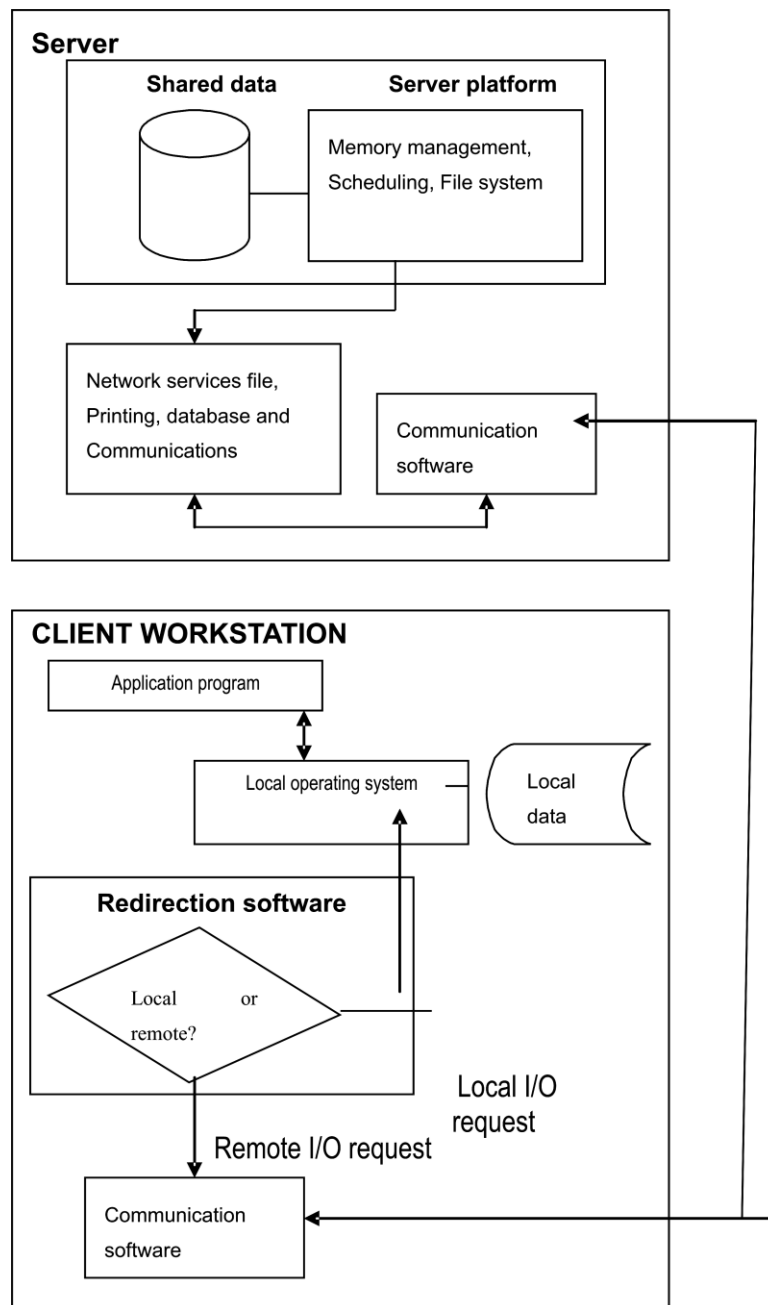 Server
Shared data
Server platform
Memory management,
Scheduling, File system
Network services file,
Printing, database and
Communications
Communication
software
CLIENT WORKSTATION
Application program
Local operating system
Local
data
Redirection software
Local or
remote?
Local I/O
request
Remote I/O request
Communication
software